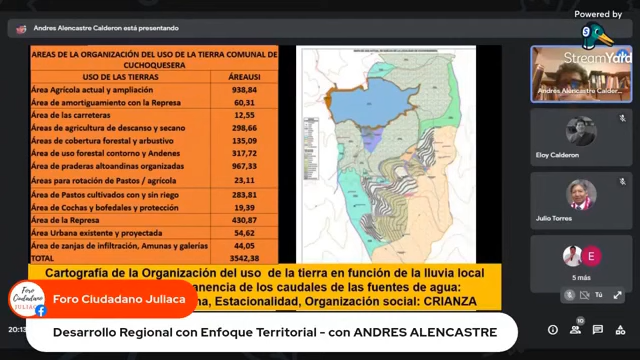 Andres Alencastre Calderon está presentando
Powered by
StreamYard
AREAS DE LA ORGANIZACIÓN DEL USO DE LA TIERRA COMUNAL DE
CUCHOQUESERA
USO DE LAS TIERRAS ÁREAUSI
Área Agrícola actual y ampliación 938,84
Área de amortiguamiento con la Represa 60,31
Área de las carreteras 12,55
Áreas de agricultura de descanso y secano 298,66
Áreas de cobertura forestal y arbustivo 135,09
Área de uso forestal contorno y Andenes 317,72
Área de praderas altoandinas organizadas 967,33
Áreas para rotación de Pastos / agrícola 23,11
Área de Pastos cultivados con y sin riego 283,81
Área de Cochas y bofedales y protección 19,39
Área de la Represa 430,87
Área Urbana existente y proyectada 54,62
Área de zanjas de infiltración, Amunas y galerías 44,05
TOTAL 3542,38
Andres Alencastre Calder...
Eloy Calderon
Julio Torres
E
5 más
Tú
Cartografía de la Organización del uso de la tierra en función de la lluvia local
anencia de los caudales de las fuentes de agua:
na, Estacionalidad, Organización social: CRIANZA
Foro
Ciudadano
JULIACA
Foro Ciudadano Juliaca
20:13
10
Desarrollo Regional con Enfoque Territorial - con ANDRES ALENCASTRE